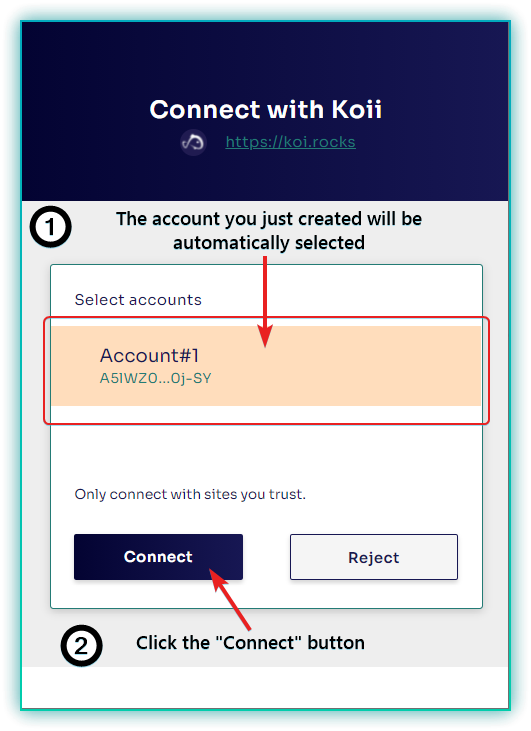 Connect with Koii
https://koi.rocks
1
The account you just created will be
automatically selected
Select accounts
Account#1
A5lWZ0...0j-SY
Only connect with sites you trust.
Connect
Reject
2
Click the "Connect" button